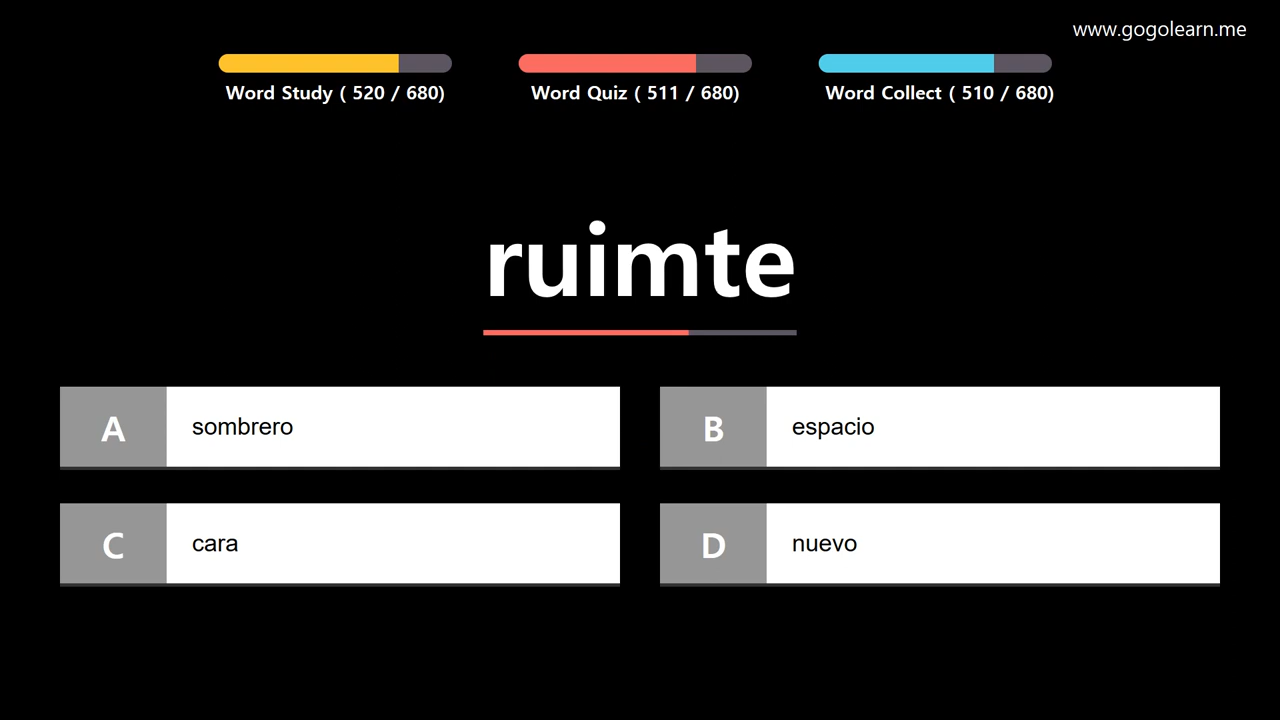 www.gogolearn.me
Word Study ( 520 / 680)
Word Quiz ( 511 / 680)
Word Collect ( 510 / 680)
ruimte
A
sombrero
B
espacio
C
cara
D
nuevo